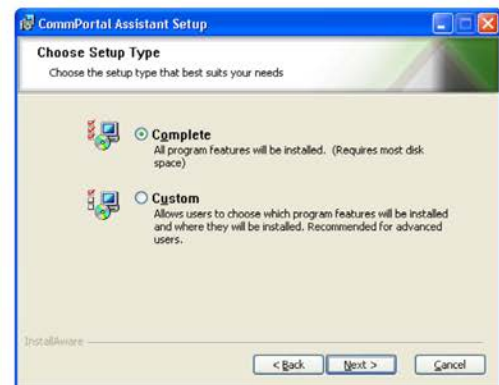 CommPortal Assistant Setup
Choose Setup Type
Choose the setup type that best suits your needs
Complete
All program features will be installed. (Requires most disk
space)
Custom
Allows users to choose which program features will be installed
and where they will be installed. Recommended for advanced
users.
InstallAware
< Back
Next >
Cancel